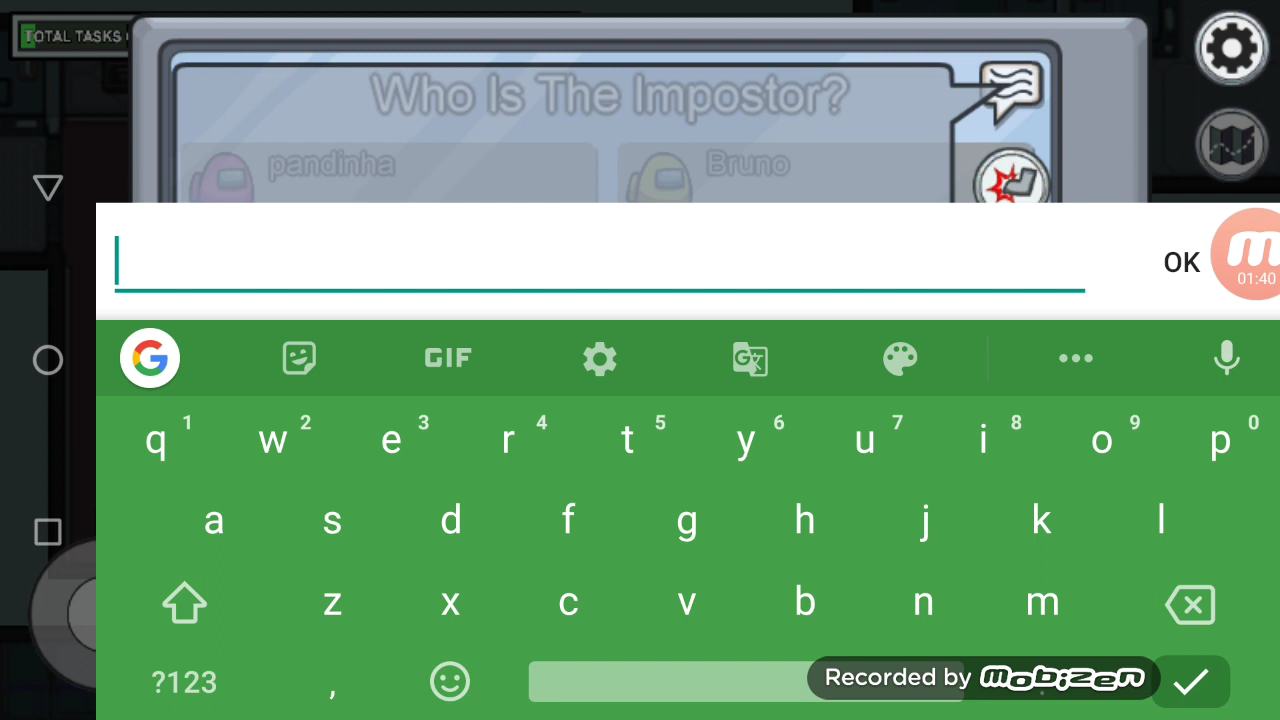 TOTAL TASKS
Who Is The Impostor?
pandinha
Bruno
OK
01:40
GIF
q 1 w 2 e 3 r 4 t 5 y 6 u 7 i 8 o 9 p 0
a s d f g h j k l
z x c v b n m
?123 ,
Recorded by mobizen